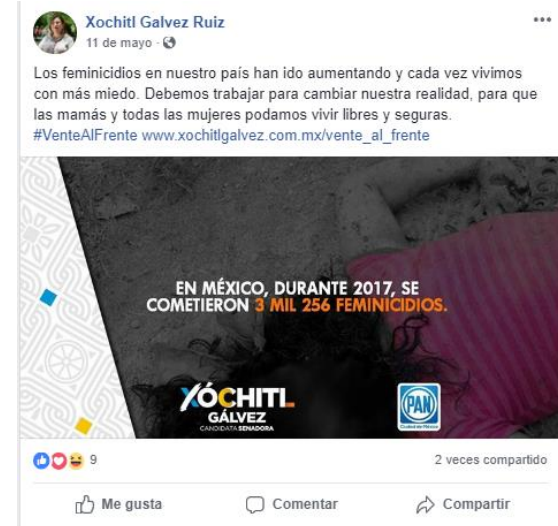 Xochitl Galvez Ruiz
11 de mayo ·
Los feminicidios en nuestro país han ido aumentando y cada vez vivimos
con más miedo. Debemos trabajar para cambiar nuestra realidad, para que
las mamás y todas las mujeres podamos vivir libres y seguras.
#VenteAlFrente www.xochitlgalvez.com.mx/vente_al_frente
EN MÉXICO, DURANTE 2017, SE
COMETIERON 3 MIL 256 FEMINICIDIOS.
XÓCHITL
GÁLVEZ
CANDIDATA SENADORA
PAN
Ciudad de México
9
2 veces compartido
Me gusta
Comentar
Compartir